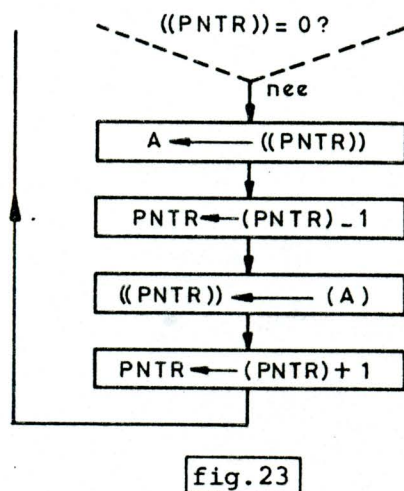 ((PNTR)) = 0?
nee
A ← ((PNTR))
PNTR ← (PNTR) - 1
((PNTR)) ← (A)
PNTR ← (PNTR) + 1
fig.23